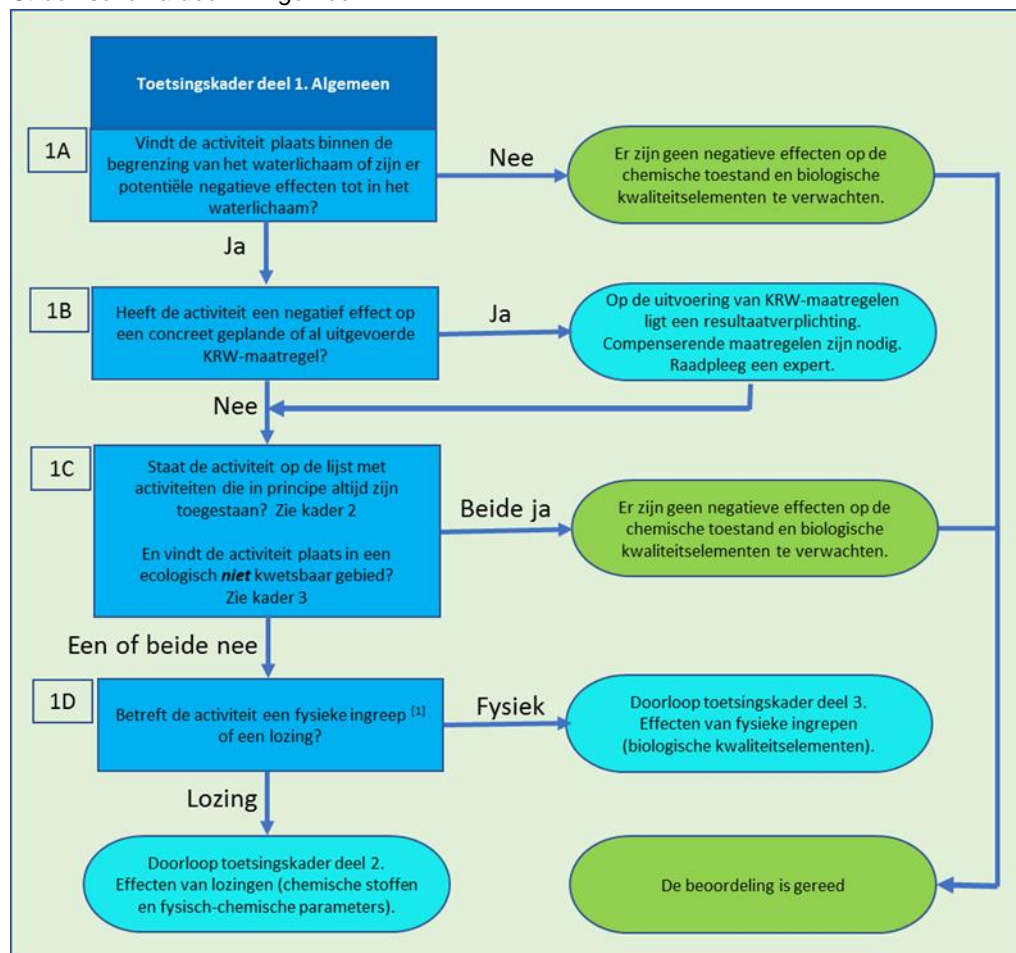 Toetsingskader deel 1. Algemeen
1A
Vindt de activiteit plaats binnen de
begrenzing van het waterlichaam of zijn er
potentiële negatieve effecten tot in het
waterlichaam?
Nee
Er zijn geen negatieve effecten op de
chemische toestand en biologische
kwaliteitselementen te verwachten.
Ja
1B
Heeft de activiteit een negatief effect op
een concreet geplande of al uitgevoerde
KRW-maatregel?
Ja
Op de uitvoering van KRW-maatregelen
ligt een resultaatverplichting.
Compenserende maatregelen zijn nodig.
Raadpleeg een expert.
Nee
1C
Staat de activiteit op de lijst met
activiteiten die in principe altijd zijn
toegestaan? Zie kader 2
En vindt de activiteit plaats in een
ecologisch niet kwetsbaar gebied?
Zie kader 3
Beide ja
Er zijn geen negatieve effecten op de
chemische toestand en biologische
kwaliteitselementen te verwachten.
Een of beide nee
1D
Betreft de activiteit een fysieke ingreep [1]
of een lozing?
Fysiek
Doorloop toetsingskader deel 3.
Effecten van fysieke ingrepen
(biologische kwaliteitselementen).
Lozing
Doorloop toetsingskader deel 2.
Effecten van lozingen (chemische stoffen
en fysisch-chemische parameters).
De beoordeling is gereed